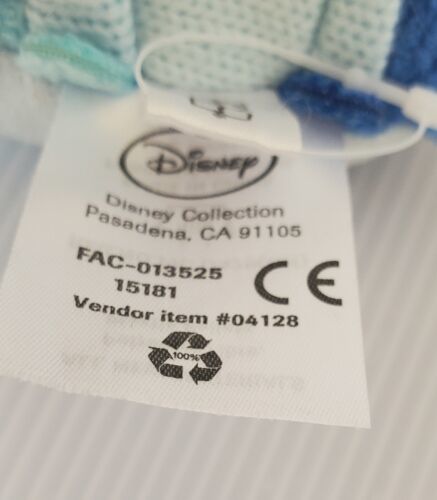 Disney
Disney Collection
Pasadena, CA 91105
FAC-013525
15181
CE
Vendor item #04128
100%